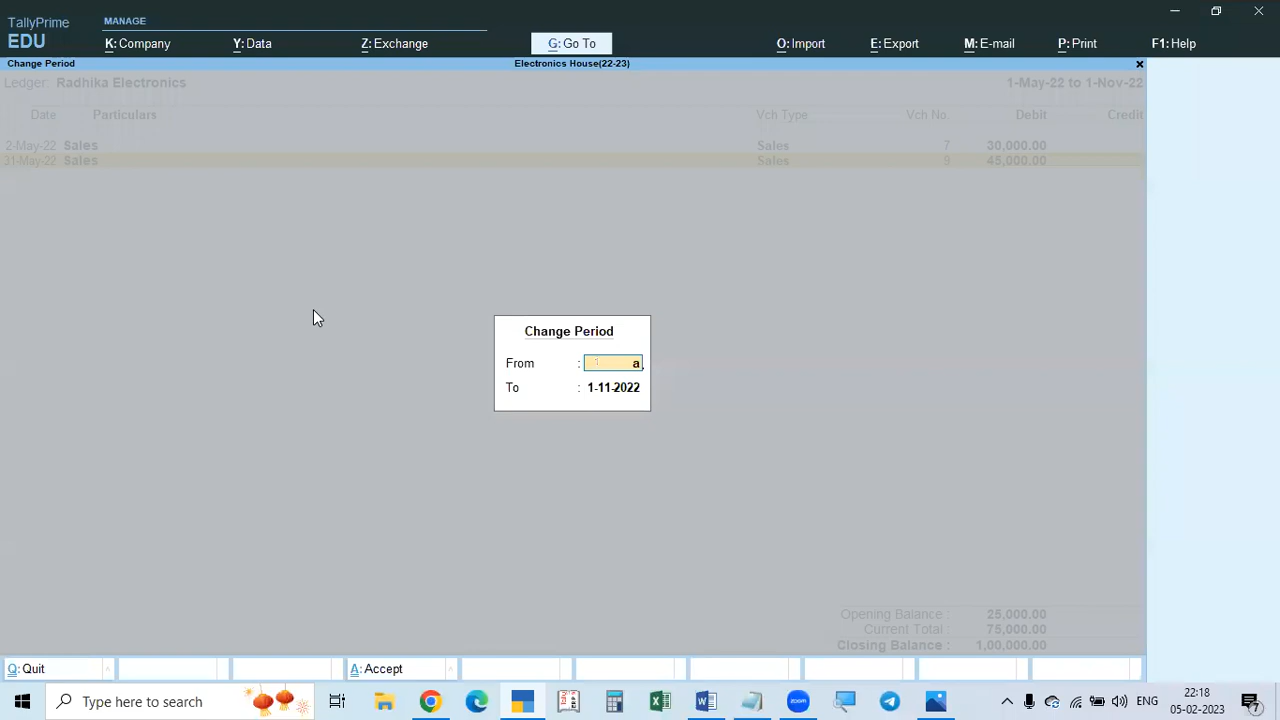 TallyPrime
EDU
MANAGE
K: Company
Y: Data
Z: Exchange
G: Go To
O: Import
E: Export
M: E-mail
P: Print
F1: Help
Change Period
Electronics House(22-23)
Ledger: Radhika Electronics
1-May-22 to 1-Nov-22
Date Particulars Vch Type Vch No. Debit Credit
2-May-22 Sales Sales 7 30,000.00
31-May-22 Sales Sales 9 45,000.00
Change Period
From : a
To : 1-11-2022
Opening Balance : 25,000.00
Current Total : 75,000.00
Closing Balance : 1,00,000.00
Q: Quit
A: Accept
Type here to search
zoom
ENG
22:18
05-02-2023
7